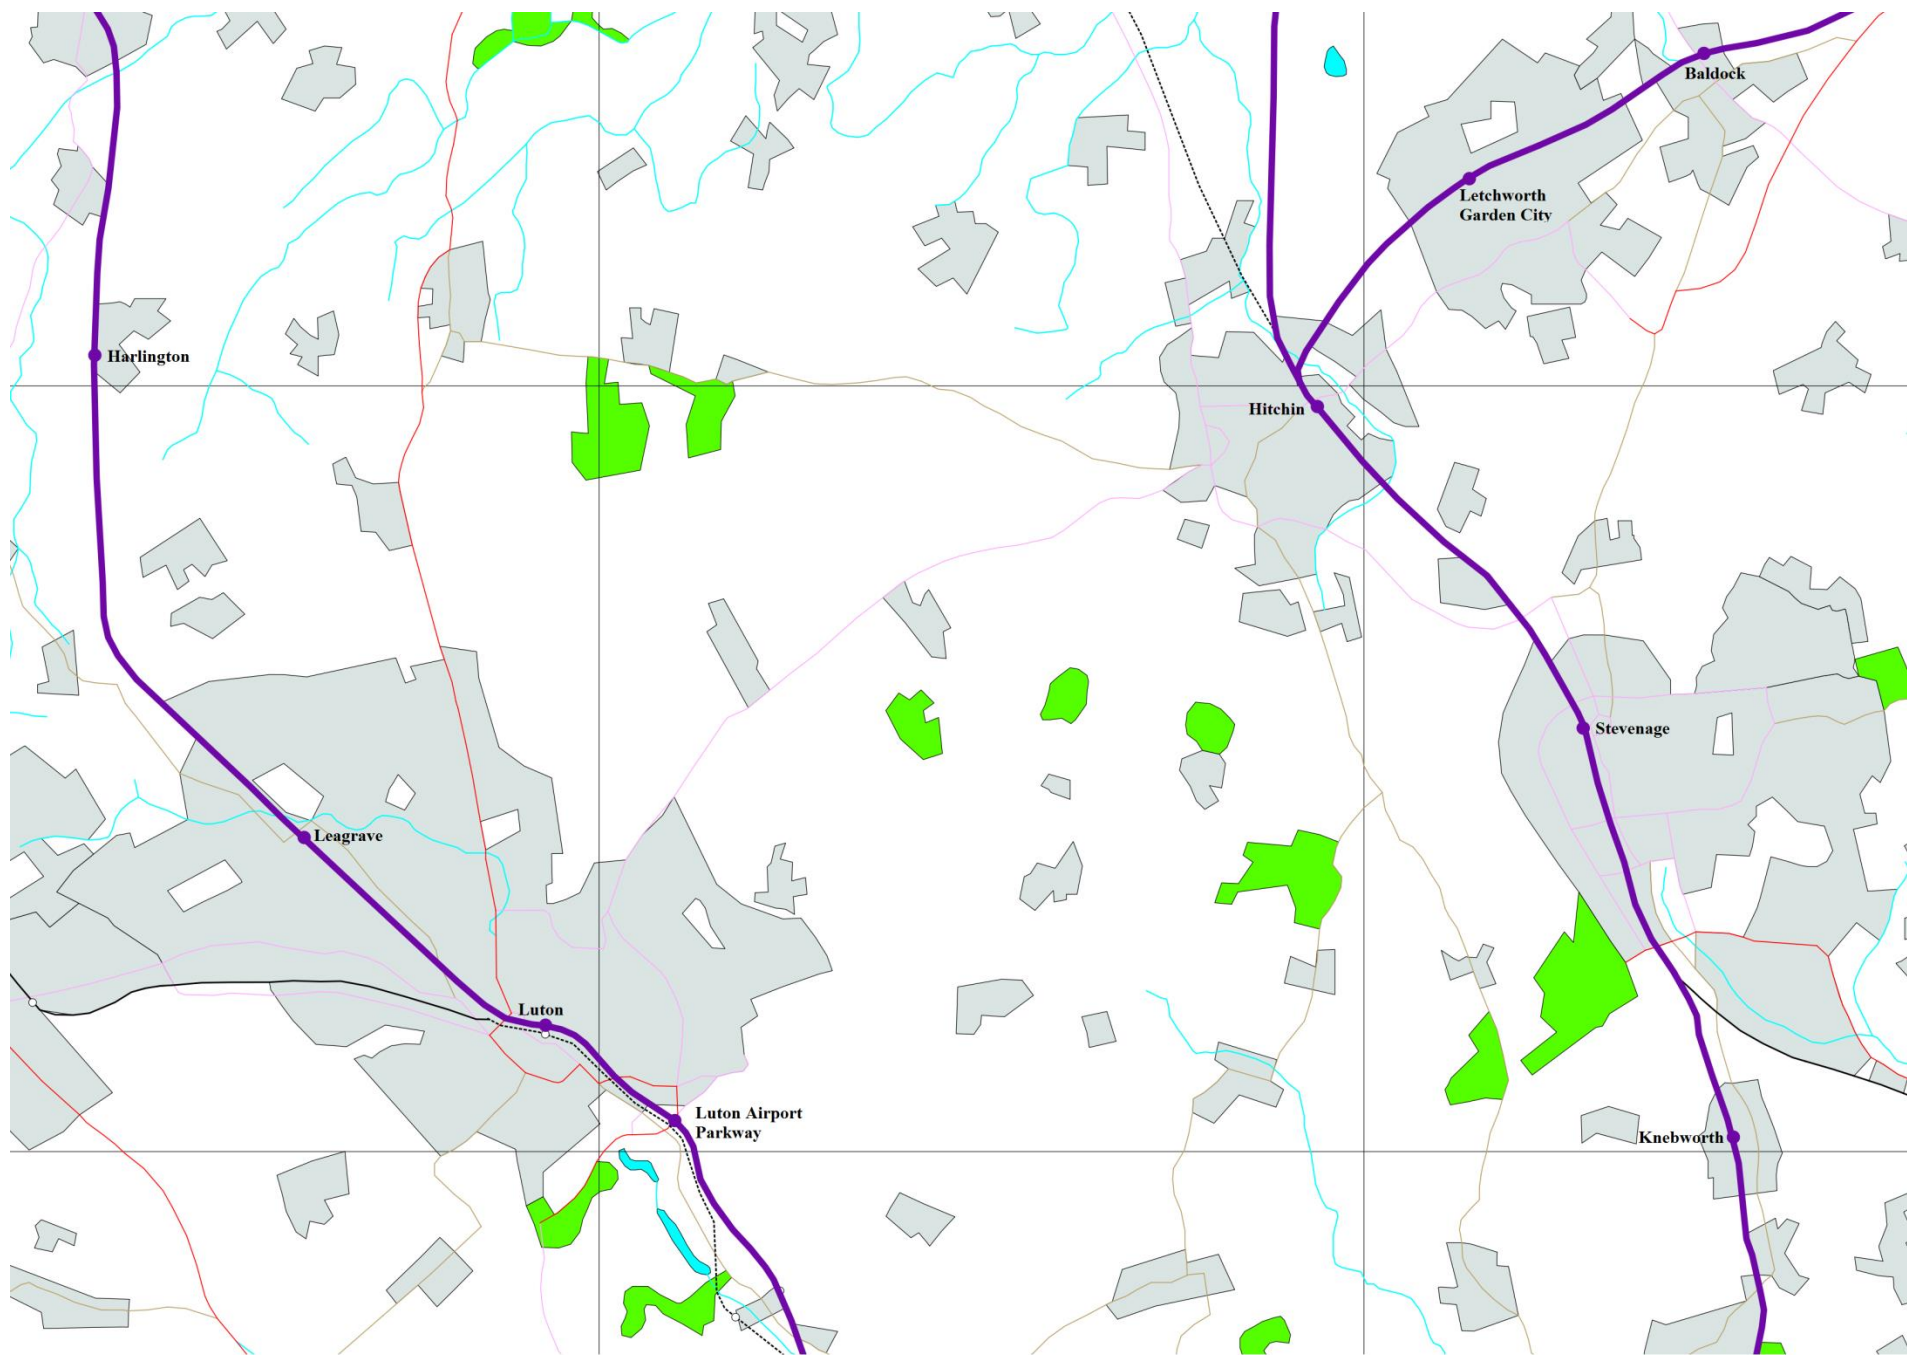 Baldock
Letchworth
Garden City
Harlington
Hitchin
Stevenage
Leagrave
Luton
Luton Airport
Parkway
Knebworth